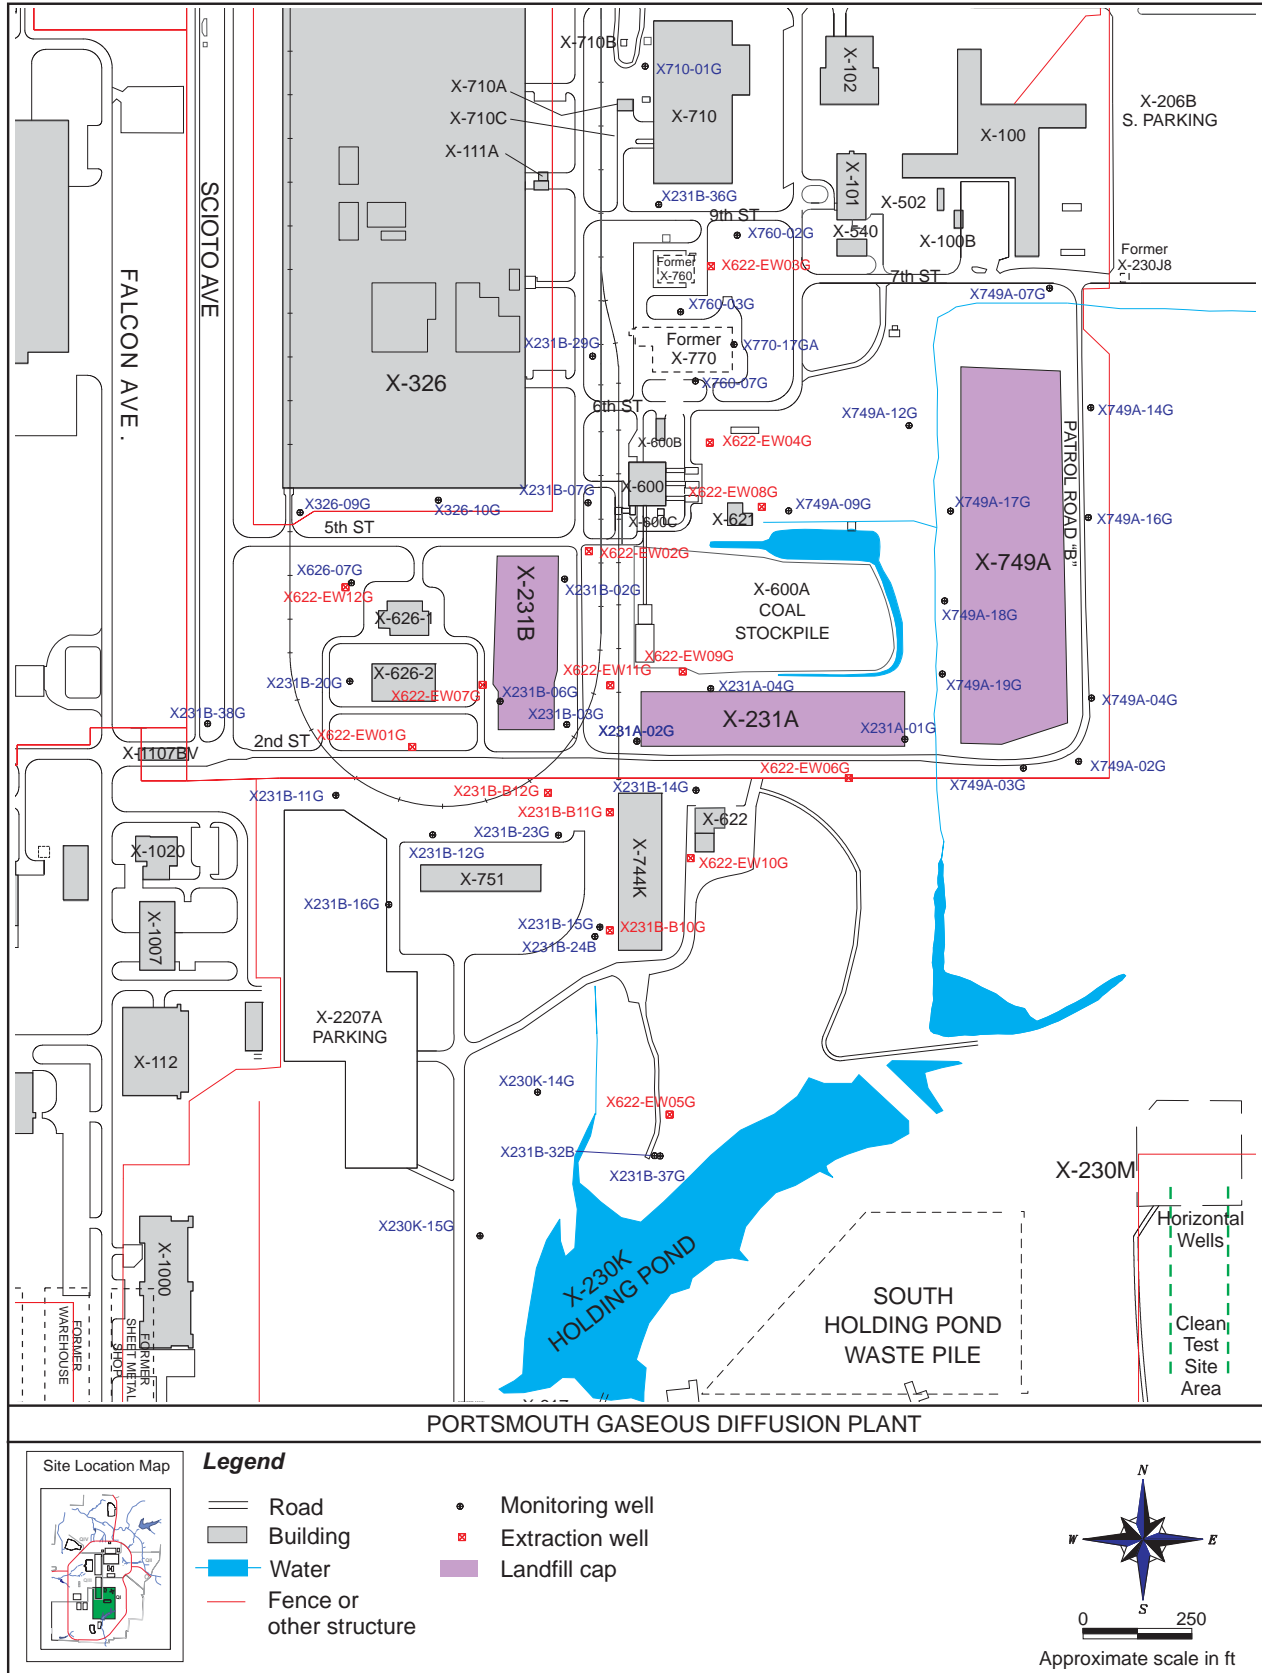 X-710B
X710-01G
X-102
X-710A
X-710C
X-710
X-100
X-206B
S. PARKING
X-111A
X-101
SCIOTO AVE
X231B-36G
X-502
9th ST
X760-02G
X-540
X-100B
Former
X-230J8
FALCON AVE.
Former
X-760
X622-EW03G
7th ST
X749A-07G
X760-03G
Former
X-770
X770-17GA
X231B-29G
X-326
X760-07G
6th ST
X749A-12G
X749A-14G
PATROL ROAD "B"
X-600B
X622-EW04G
X-600
X622-EW08G
X231B-07G
X326-09G
X326-10G
X-600C
X-621
X749A-09G
X749A-17G
X749A-16G
5th ST
X622-EW02G
X-749A
X626-07G
X622-EW12G
X-231B
X231B-02G
X-600A
COAL
STOCKPILE
X749A-18G
X-626-1
X622-EW09G
X-626-2
X622-EW11G
X231B-20G
X622-EW07G
X231B-06G
X231A-04G
X749A-19G
X749A-04G
X231B-38G
X231B-03G
X-231A
X231A-02G
X231A-01G
2nd ST
X622-EW01G
X-1107BV
X622-EW06G
X749A-02G
X749A-03G
X231B-11G
X231B-B12G
X231B-14G
X231B-B11G
X-622
X231B-23G
X231B-12G
X-1020
X-744K
X622-EW10G
X-751
X231B-16G
X-1007
X231B-15G
X231B-B10G
X231B-24B
X-2207A
PARKING
X-112
X230K-14G
X622-EW05G
X231B-32B
X231B-37G
X-230M
X230K-15G
Horizontal
Wells
X-230K
HOLDING POND
X-1000
SOUTH
HOLDING POND
WASTE PILE
Clean
Test
Site
Area
FORMER
WAREHOUSE
FORMER
SHEET METAL
SHOP
PORTSMOUTH GASEOUS DIFFUSION PLANT
Site Location Map
Legend
Road
Building
Water
Fence or
other structure
Monitoring well
Extraction well
Landfill cap
N
W
E
S
0 250
Approximate scale in ft